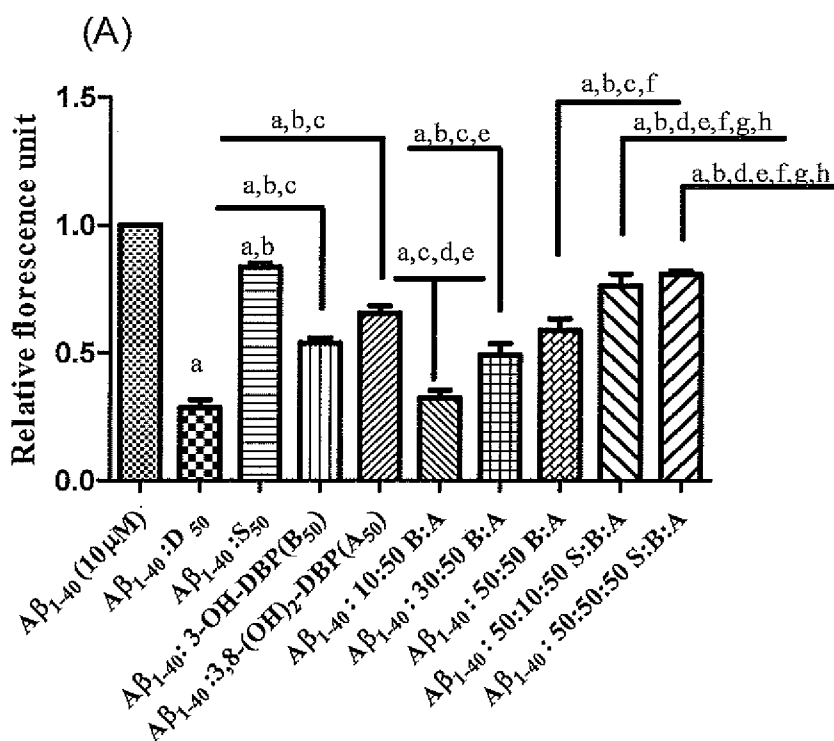 (A)
Relative florescence unit
1.5
1.0
0.5
0.0
a
a,b
a,b,c
a,b,c
a,c,d,e
a,b,c,e
a,b,c,f
a,b,d,e,f,g,h
a,b,d,e,f,g,h
Aβ1-40 (10μM)
Aβ1-40 :D50
Aβ1-40 :S50
Aβ1-40: 3-OH-DBP(B50)
Aβ1-40 :3,8-(OH)2-DBP(A50)
Aβ1-40 : 10:50 B:A
Aβ1-40 : 30:50 B:A
Aβ1-40 : 50:50 B:A
Aβ1-40 : 50:10:50 S:B:A
Aβ1-40 : 50:50:50 S:B:A